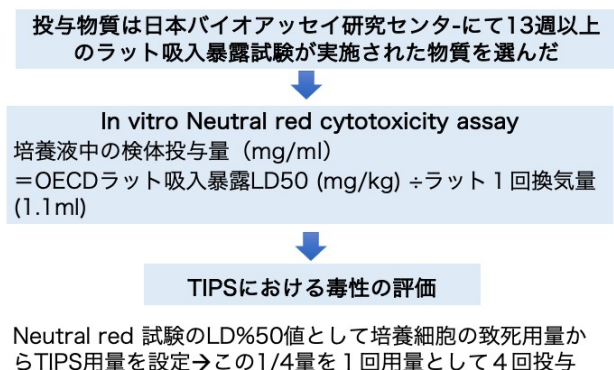 投与物質は日本バイオアッセイ研究センタ-にて13週以上
のラット吸入暴露試験が実施された物質を選んだ
In vitro Neutral red cytotoxicity assay
培養液中の検体投与量（mg/ml）
＝OECDラット吸入暴露LD50 (mg/kg) ÷ラット１回換気量
(1.1ml)
TIPSにおける毒性の評価
Neutral red 試験のLD%50値として培養細胞の致死用量か
らTIPS用量を設定→この1/4量を１回用量として４回投与